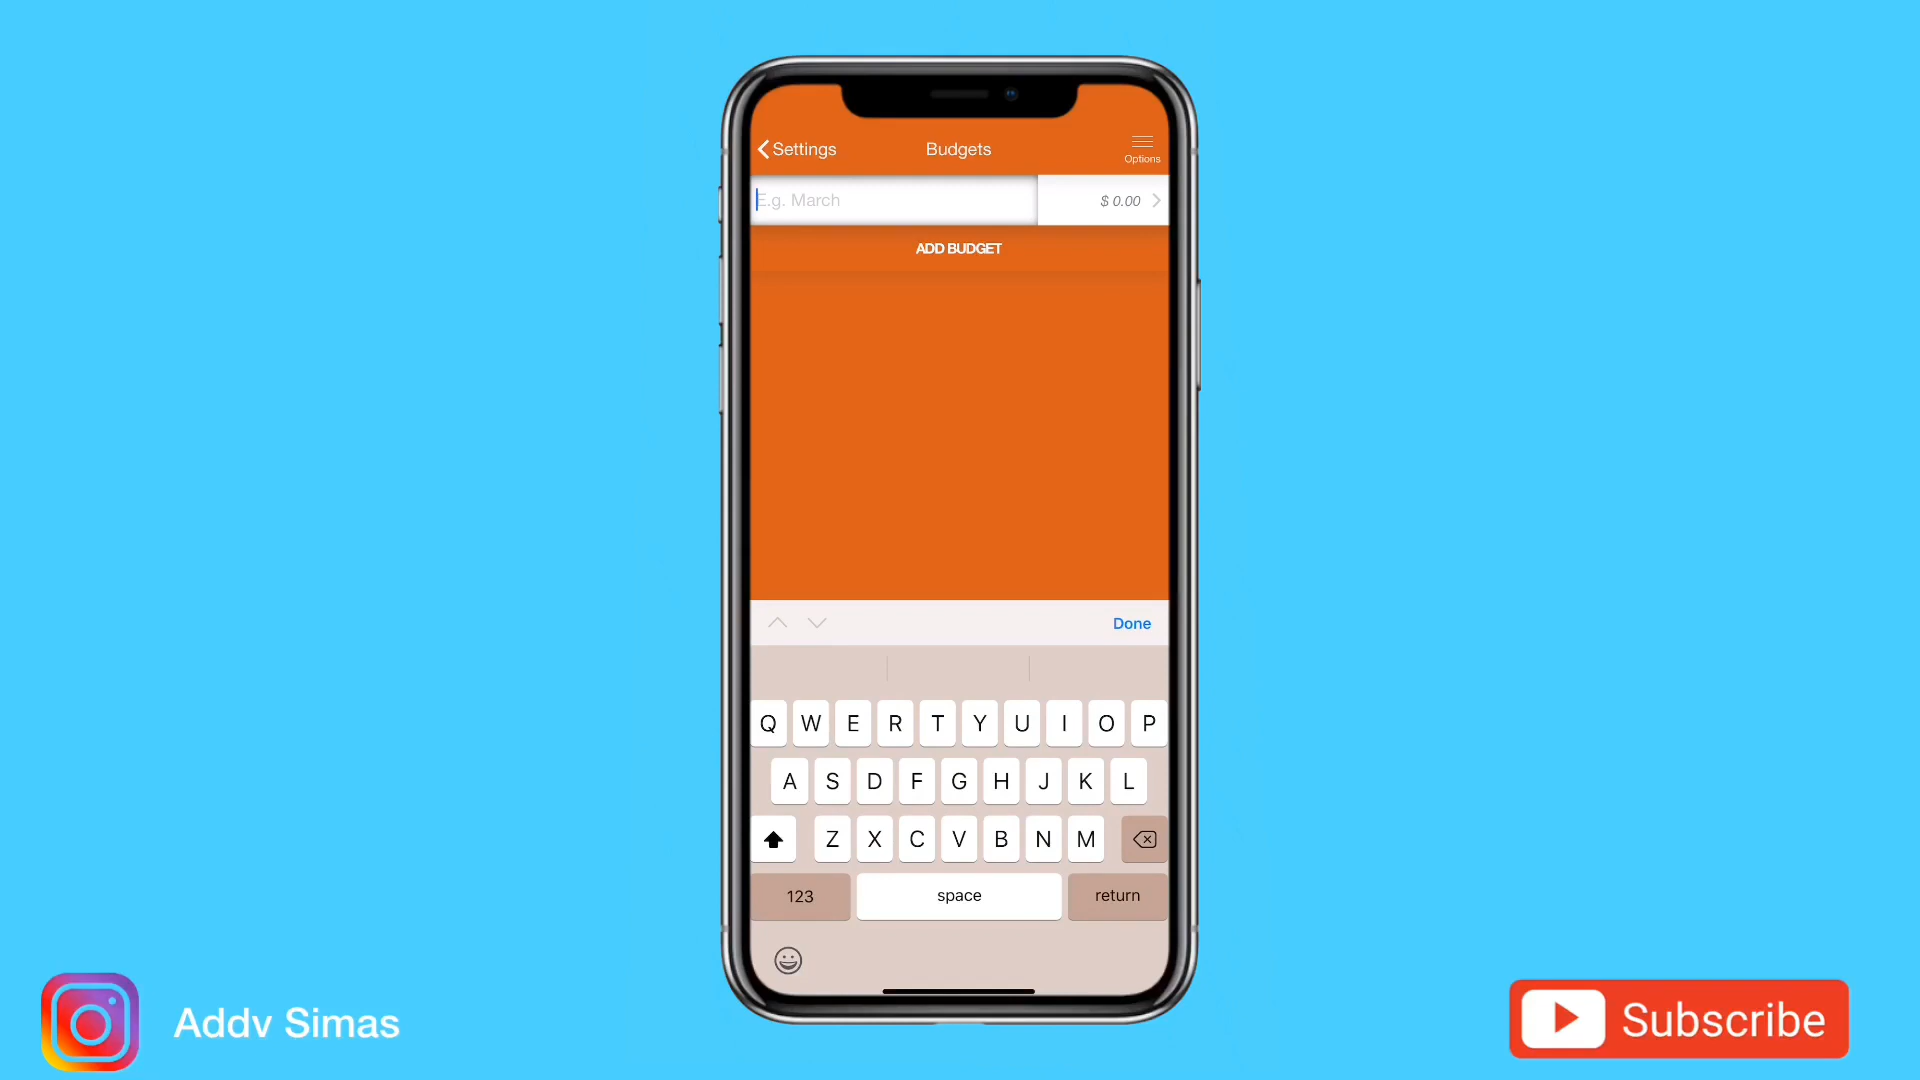 Settings
Budgets
Options
E.g. March
$ 0.00
ADD BUDGET
Done
Q W E R T Y U I O P
A S D F G H J K L
Z X C V B N M
123
space
return
Addv Simas
Subscribe